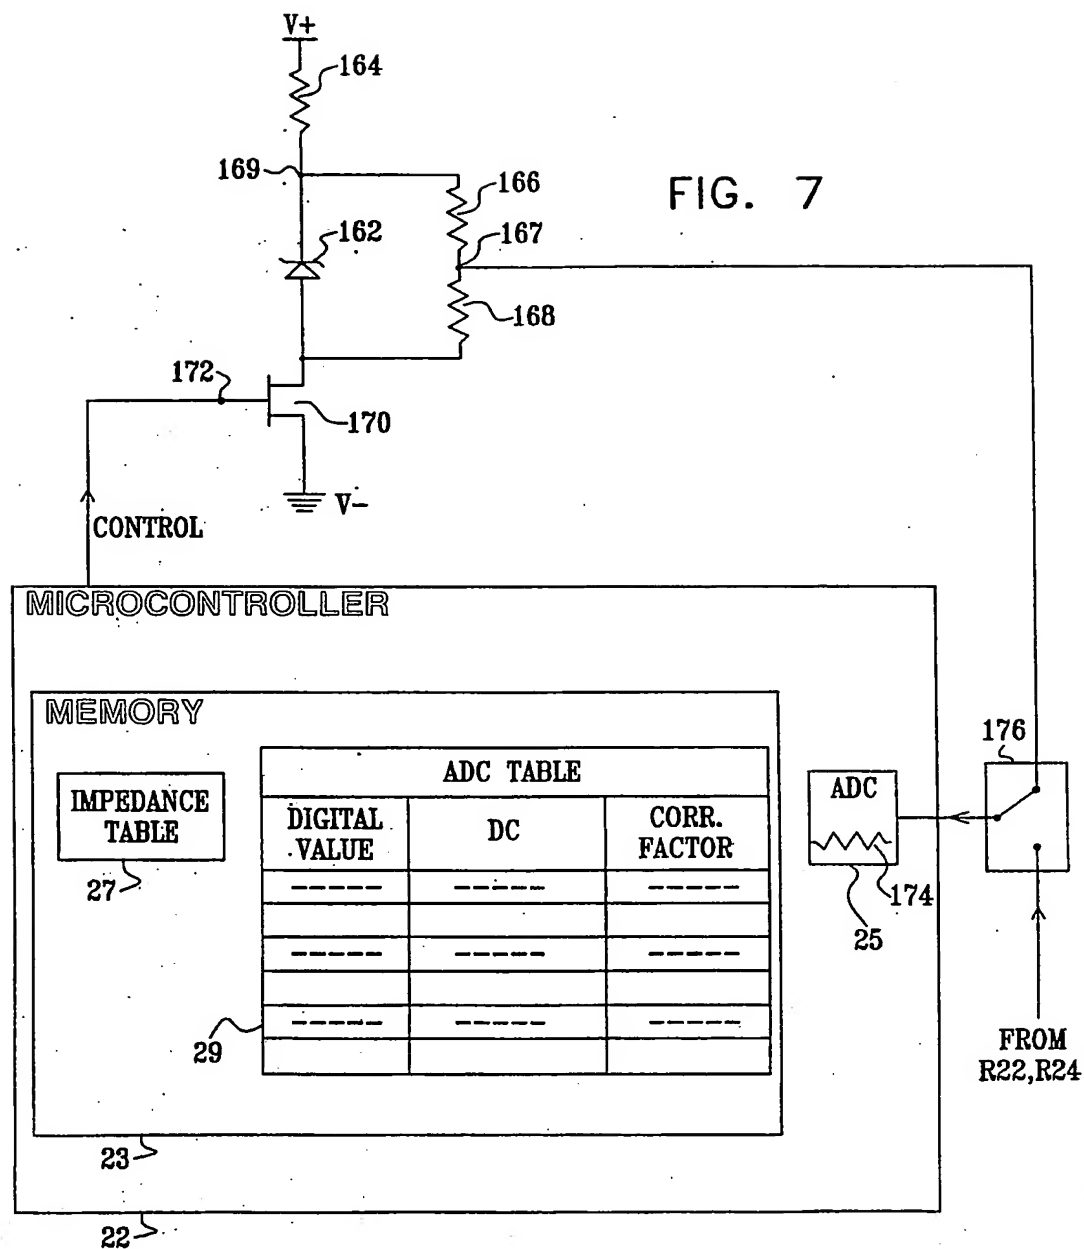 V+
164
169
166
FIG. 7
162
167
168
172
170
V-
CONTROL
MICROCONTROLLER
MEMORY
176
ADC TABLE
ADC
IMPEDANCE
TABLE
DIGITAL
VALUE
DC
CORR.
FACTOR
27
174
25
29
FROM
R22,R24
23
22